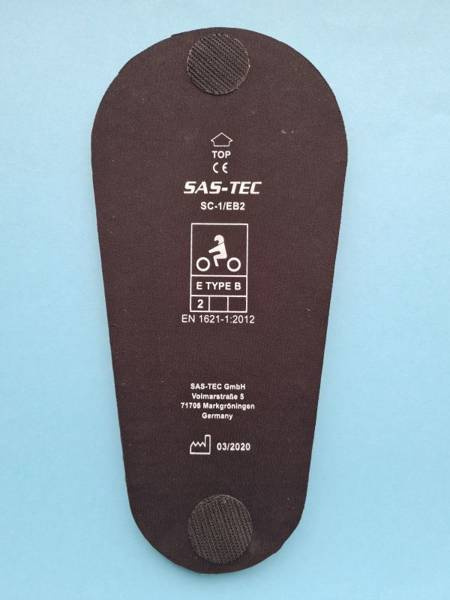 TOP
CE
SAS-TEC
SC-1/EB2
E TYPE B
2
EN 1621-1:2012
SAS-TEC GmbH
Volmarstraße 5
71706 Markgröningen
Germany
03/2020